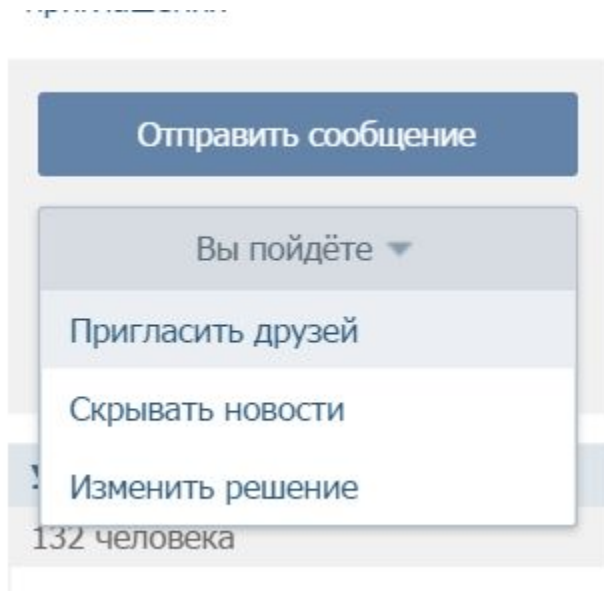 Отправить сообщение
Вы пойдёте
Пригласить друзей
Скрывать новости
Изменить решение
132 человека